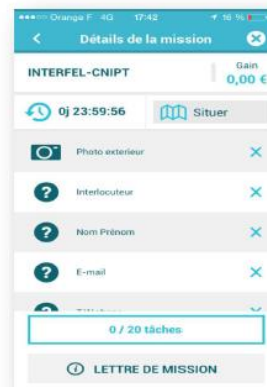 Orange F 4G 17:42 16 %
Détails de la mission
INTERFEL-CNIPT
Gain
0,00 €
0j 23:59:56
Situer
Photo exterieur
Interlocuteur
Nom Prénom
E-mail
0 / 20 tâches
LETTRE DE MISSION